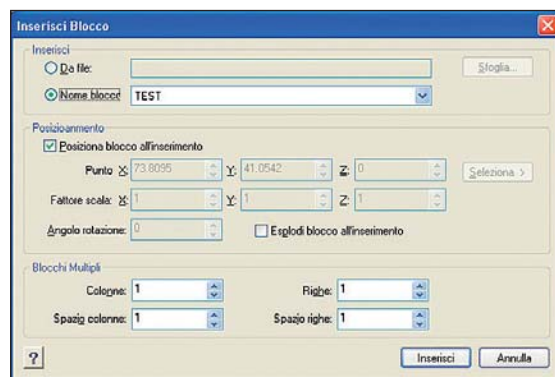 Inserisci Blocco
Inserisci
Da file:
Sfoglia...
Nome blocco
TEST
Posizioanmento
Posiziona blocco all'inserimento
Punto X: 73.8095 Y: 41.0542 Z: 0
Seleziona >
Fattore scala: X: 1 Y: 1 Z: 1
Angolo rotazione: 0
Esplodi blocco all'inserimento
Blocchi Multipli
Colonne: 1 Righe: 1
Spazio colonne: 1 Spazio righe: 1
?
Inserisci
Annulla